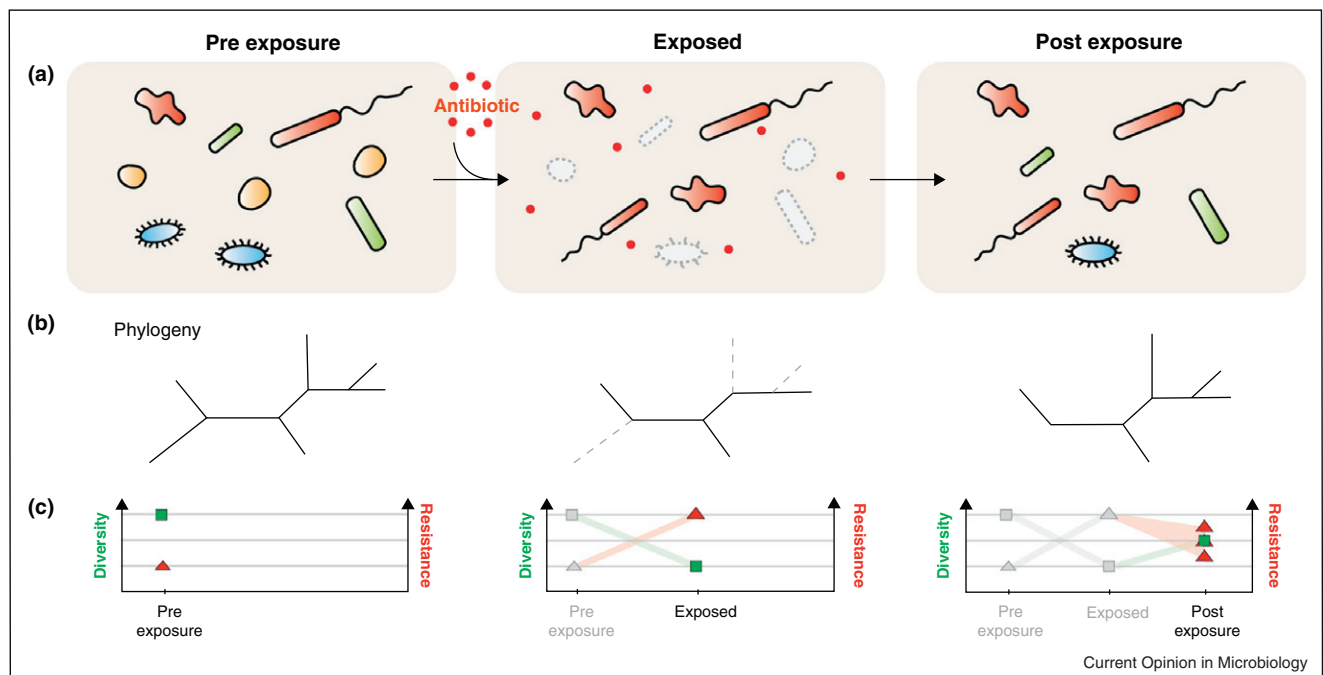 Pre exposure
Exposed
Post exposure
(a)
Antibiotic
(b)
Phylogeny
(c)
Diversity
Resistance
Pre
exposure
Diversity
Resistance
Pre
exposure
Exposed
Diversity
Resistance
Pre
exposure
Exposed
Post
exposure
Current Opinion in Microbiology